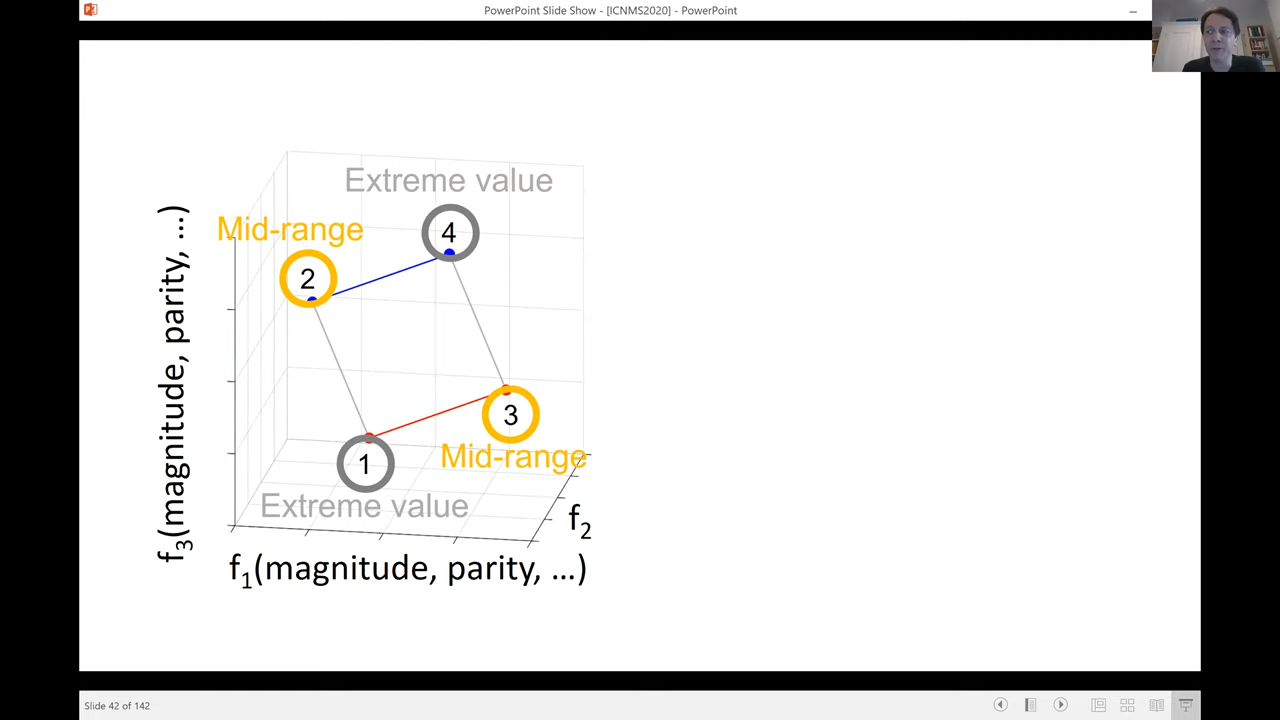 PowerPoint Slide Show - [ICNMS2020] - PowerPoint
Extreme value
Mid-range
4
2
3
Mid-range
1
Extreme value
f3(magnitude, parity, ...)
f2
f1(magnitude, parity, ...)
Slide 42 of 142